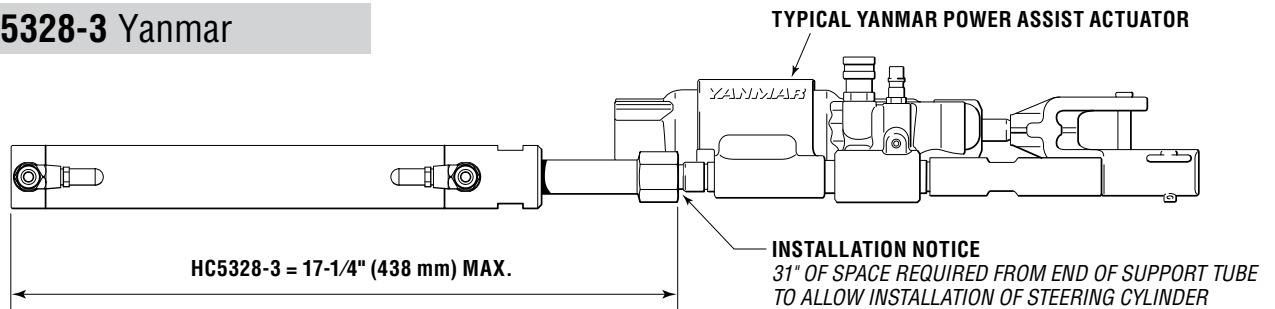 5328-3 Yanmar
TYPICAL YANMAR POWER ASSIST ACTUATOR
YANMAR
HC5328-3 = 17-1/4" (438 mm) MAX.
INSTALLATION NOTICE
31" OF SPACE REQUIRED FROM END OF SUPPORT TUBE
TO ALLOW INSTALLATION OF STEERING CYLINDER